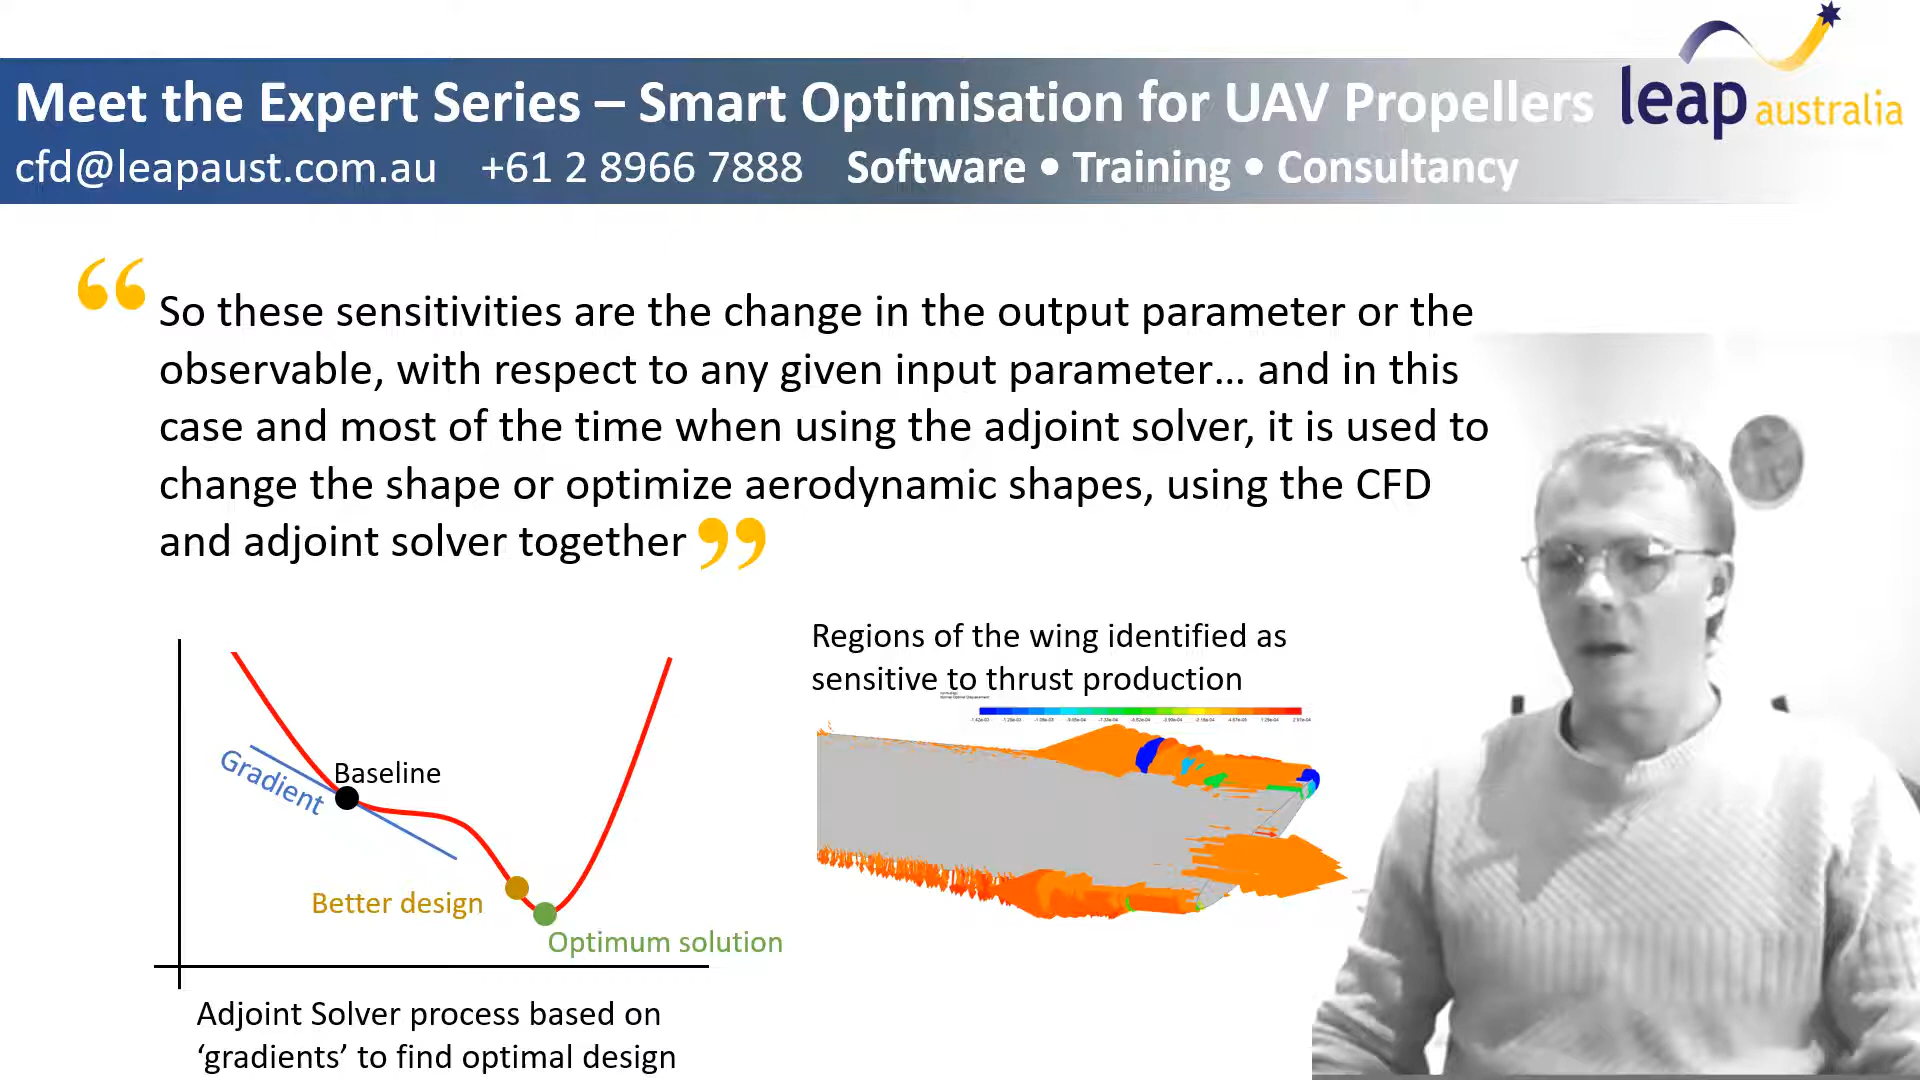 leap australia
Meet the Expert Series – Smart Optimisation for UAV Propellers
cfd@leapaust.com.au +61 2 8966 7888 Software • Training • Consultancy
“So these sensitivities are the change in the output parameter or the
observable, with respect to any given input parameter... and in this
case and most of the time when using the adjoint solver, it is used to
change the shape or optimize aerodynamic shapes, using the CFD
and adjoint solver together”
Gradient
Baseline
Better design
Optimum solution
Adjoint Solver process based on
‘gradients’ to find optimal design
Regions of the wing identified as
sensitive to thrust production